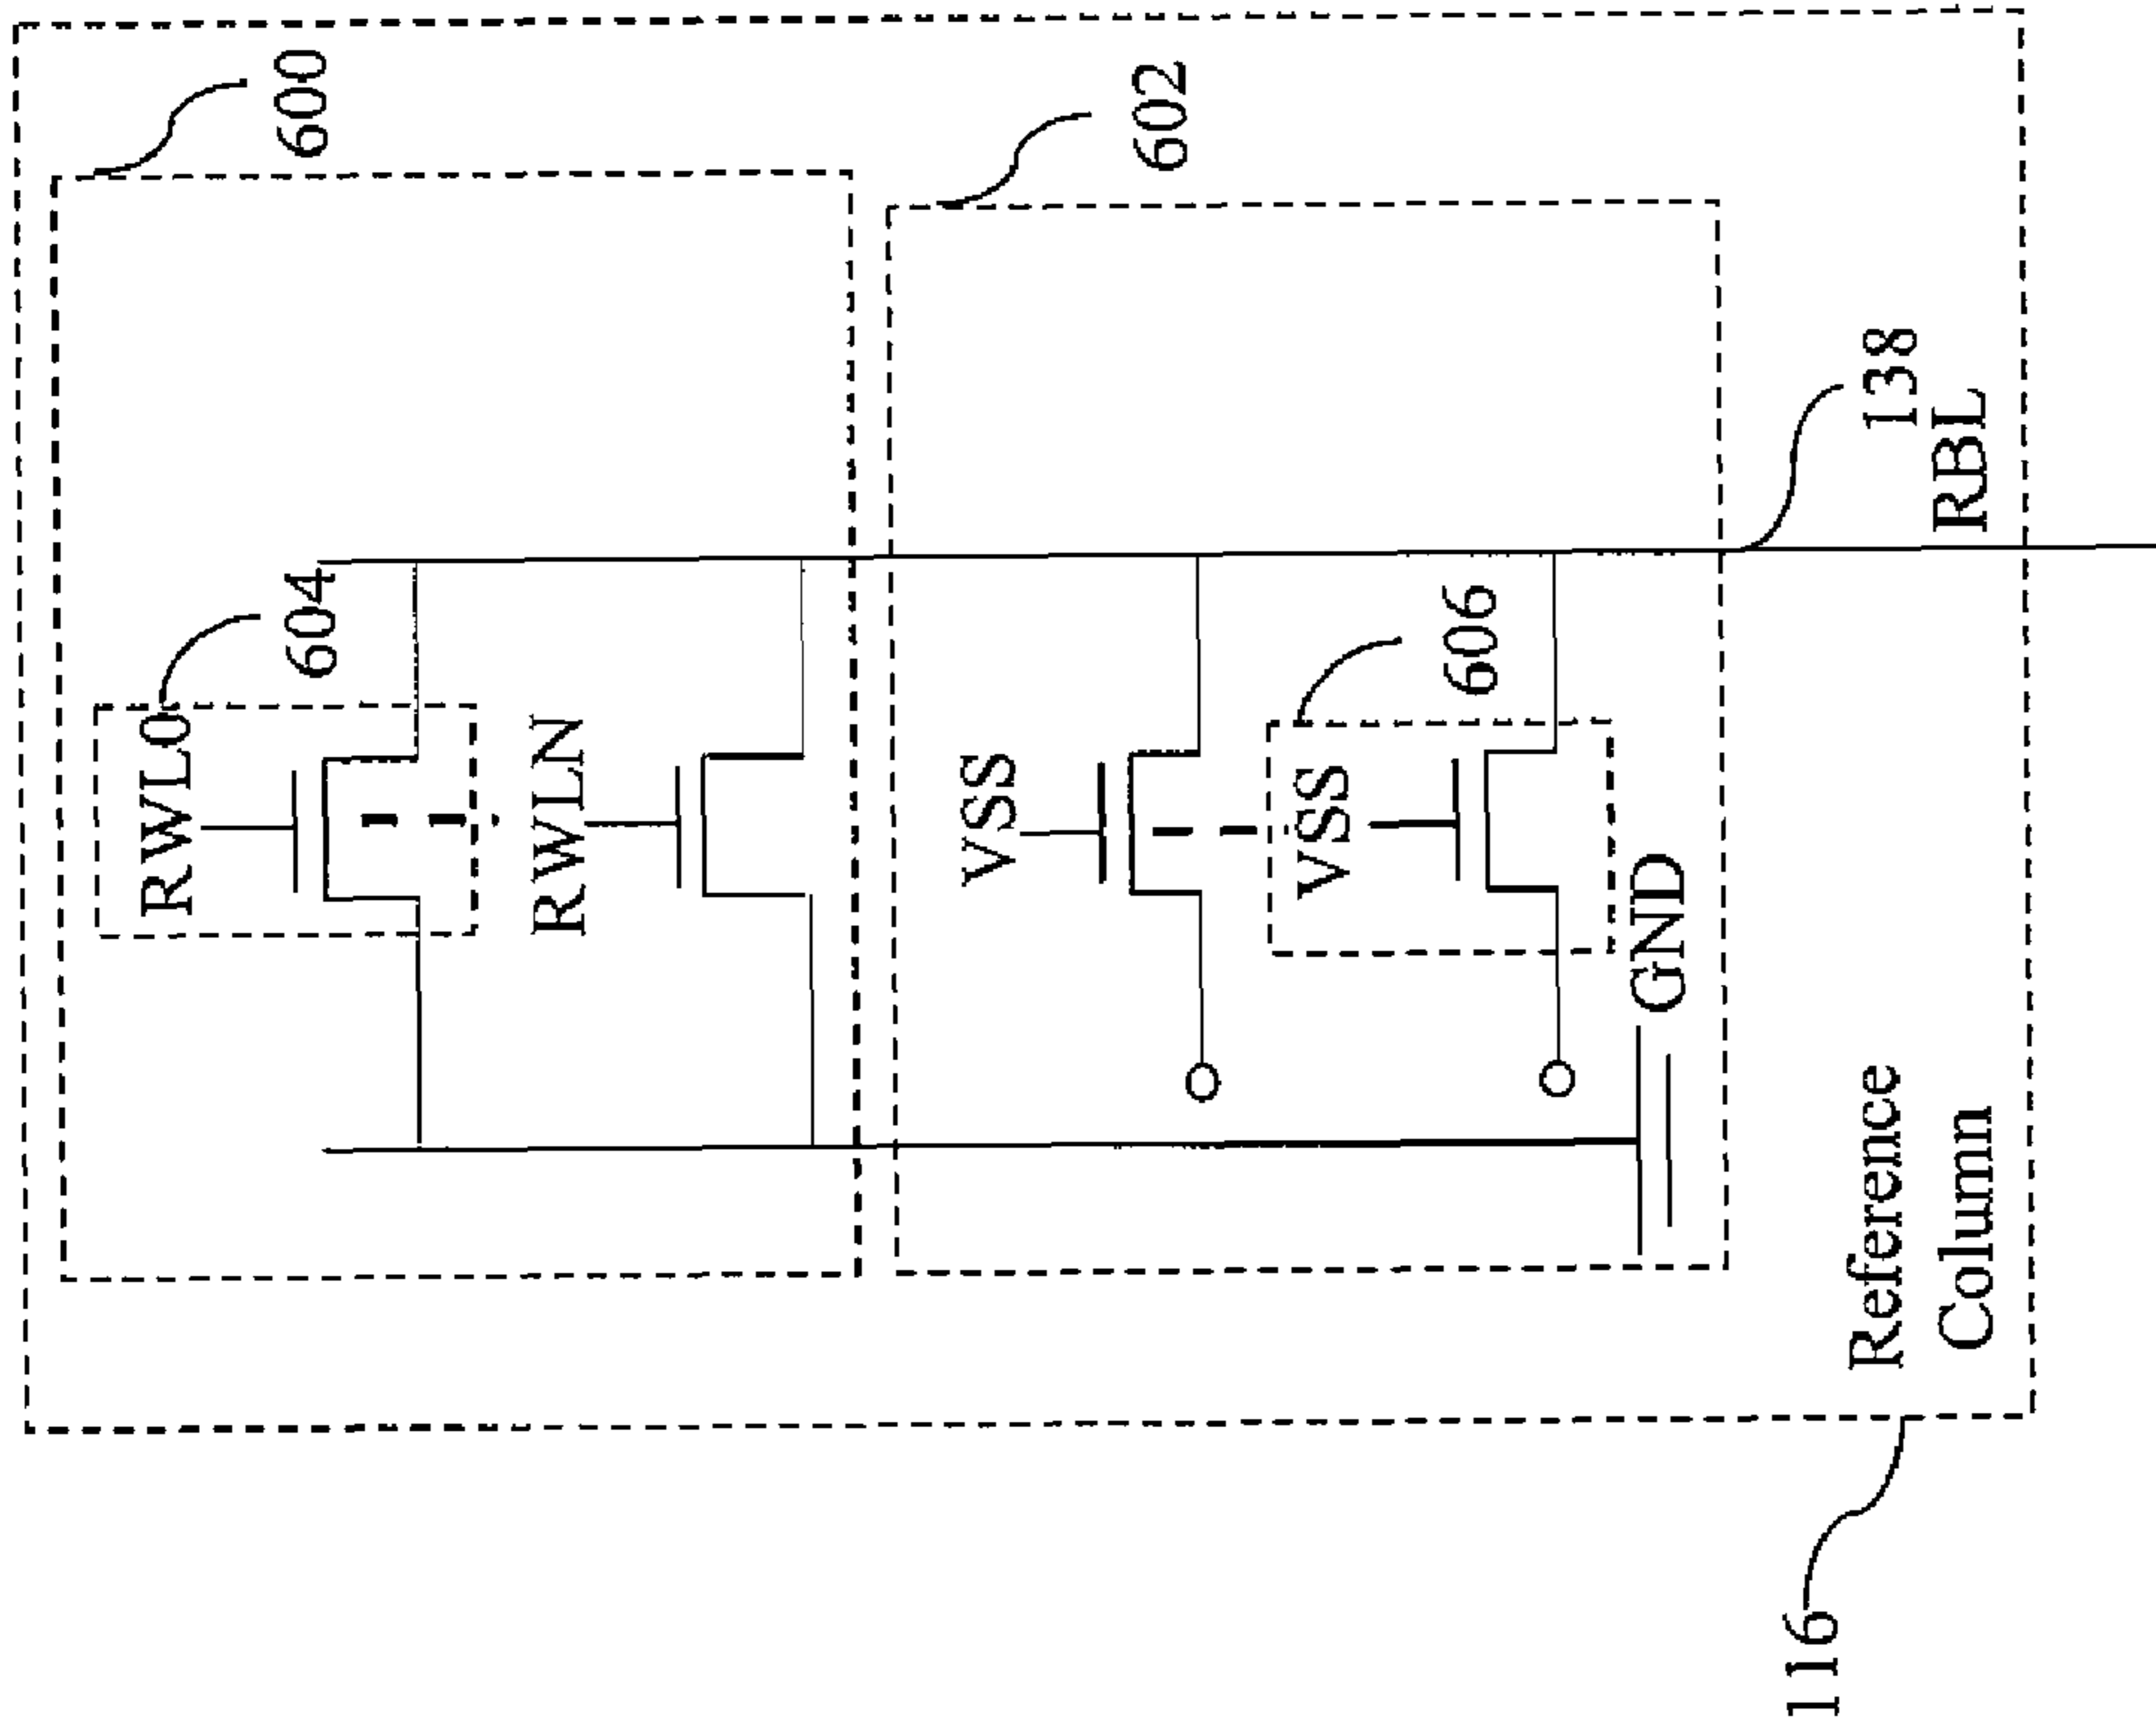 600
602
604
RWL0
RWLN
VSS
606
VSS
GND
138
RBL
Reference
Column
116